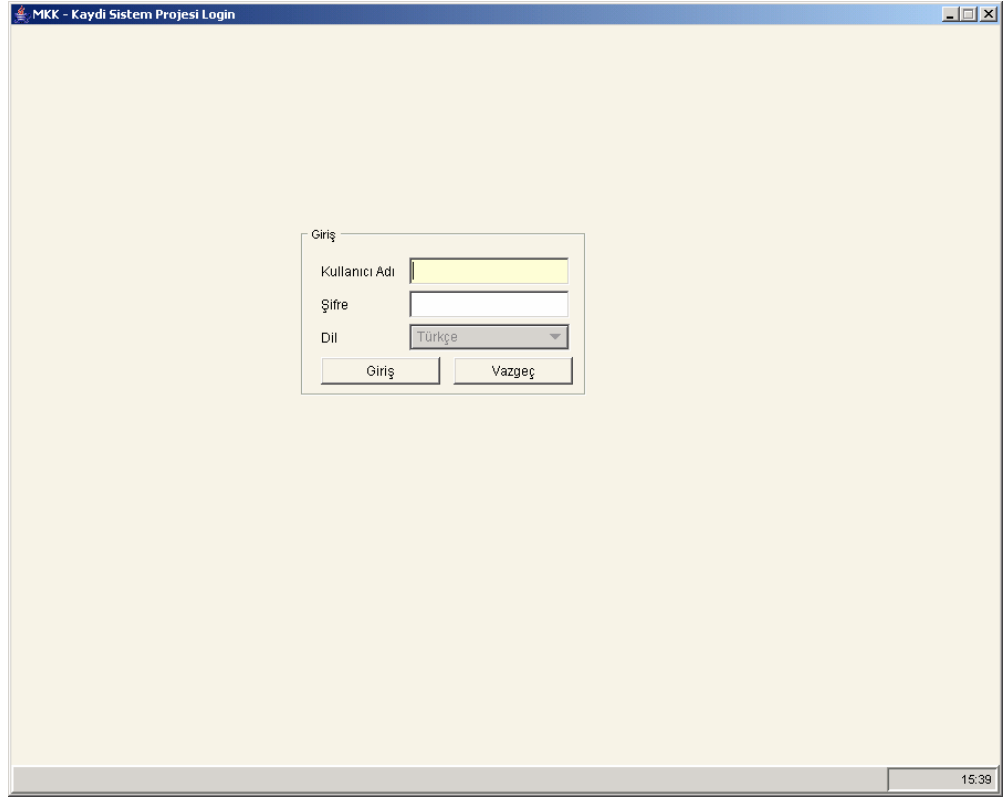 MKK - Kaydi Sistem Projesi Login
Giriş
Kullanıcı Adı
Şifre
Dil
Türkçe
Giriş
Vazgeç
15:39